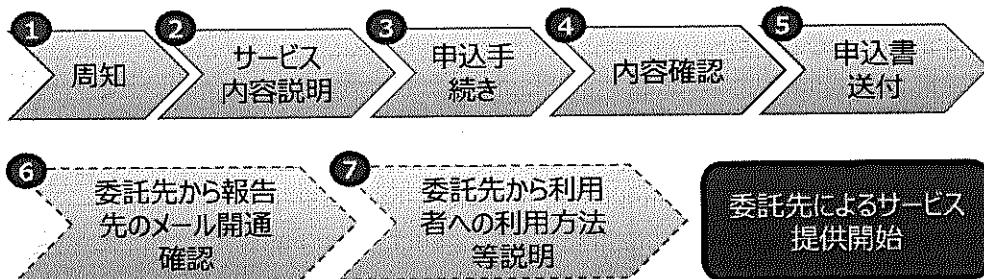 1
周知
2
サービス
内容説明
3
申込手
続き
4
内容確認
5
申込書
送付
6
委託先から報告
先のメール開通
確認
7
委託先から利用
者への利用方法
等説明
委託先によるサービス
提供開始